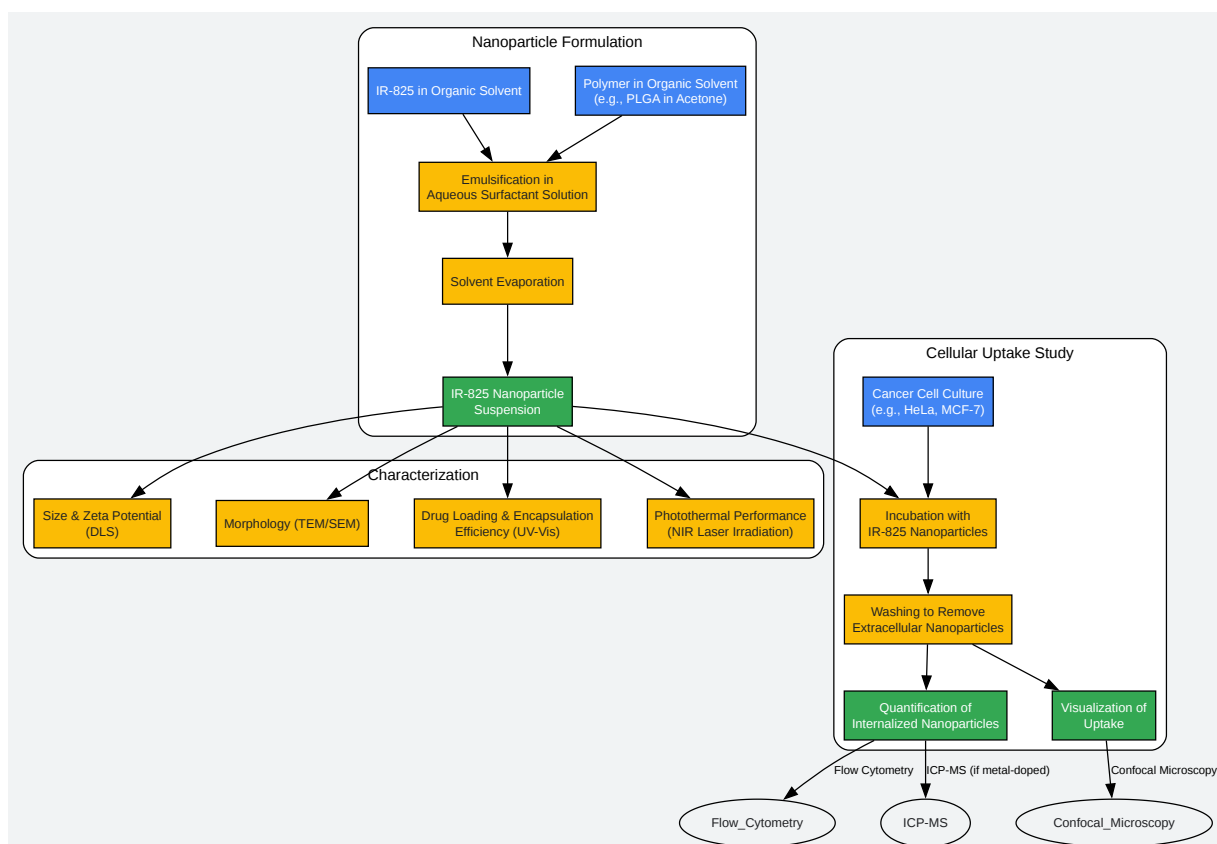 Nanoparticle Formulation
IR-825 in Organic Solvent
Polymer in Organic Solvent
(e.g., PLGA in Acetone)
Emulsification in
Aqueous Surfactant Solution
Solvent Evaporation
IR-825 Nanoparticle
Suspension
Characterization
Size & Zeta Potential
(DLS)
Morphology (TEM/SEM)
Drug Loading & Encapsulation
Efficiency (UV-Vis)
Photothermal Performance
(NIR Laser Irradiation)
Cellular Uptake Study
Cancer Cell Culture
(e.g., HeLa, MCF-7)
Incubation with
IR-825 Nanoparticles
Washing to Remove
Extracellular Nanoparticles
Quantification of
Internalized Nanoparticles
Visualization of
Uptake
Flow Cytometry
ICP-MS (if metal-doped)
Confocal Microscopy
Flow_Cytometry
ICP-MS
Confocal_Microscopy